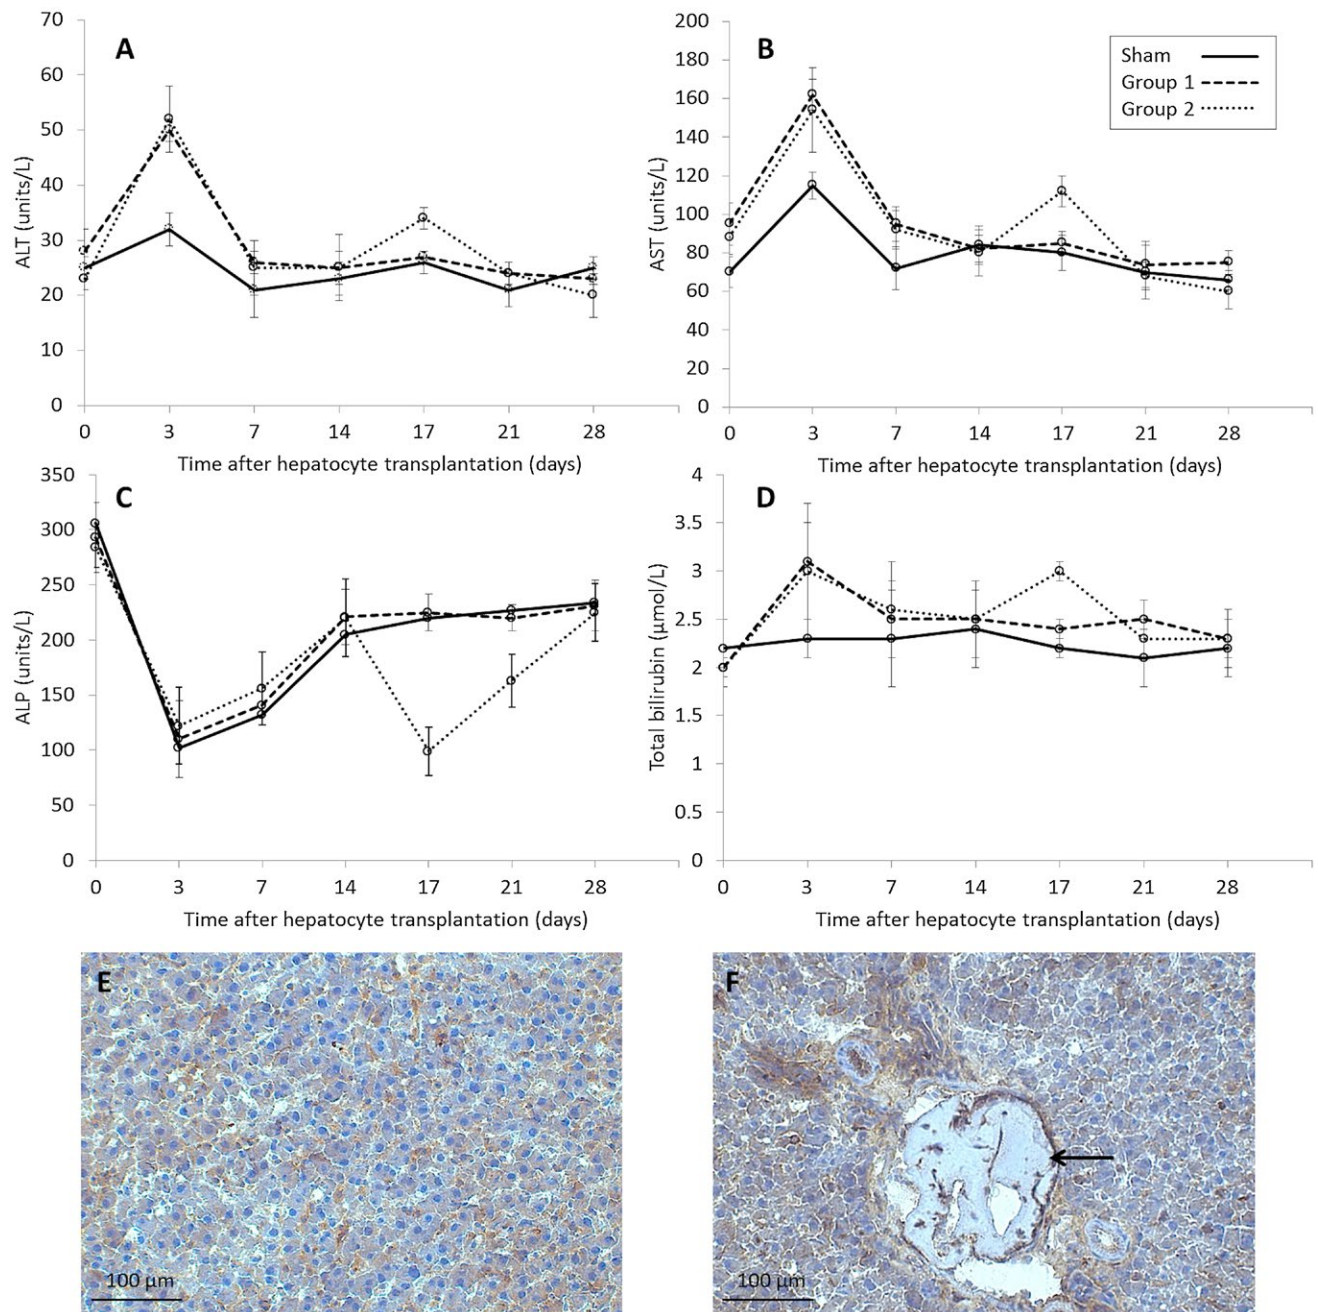 A
ALT (units/L)
70
60
50
40
30
20
10
0
0 3 7 14 17 21 28
Time after hepatocyte transplantation (days)
B
Sham
Group 1
Group 2
AST (units/L)
200
180
160
140
120
100
80
60
40
20
0
0 3 7 14 17 21 28
Time after hepatocyte transplantation (days)
C
ALP (units/L)
350
300
250
200
150
100
50
0
0 3 7 14 17 21 28
Time after hepatocyte transplantation (days)
D
Total bilirubin (µmol/L)
4
3.5
3
2.5
2
1.5
1
0.5
0
0 3 7 14 17 21 28
Time after hepatocyte transplantation (days)
E
100 µm
F
100 µm